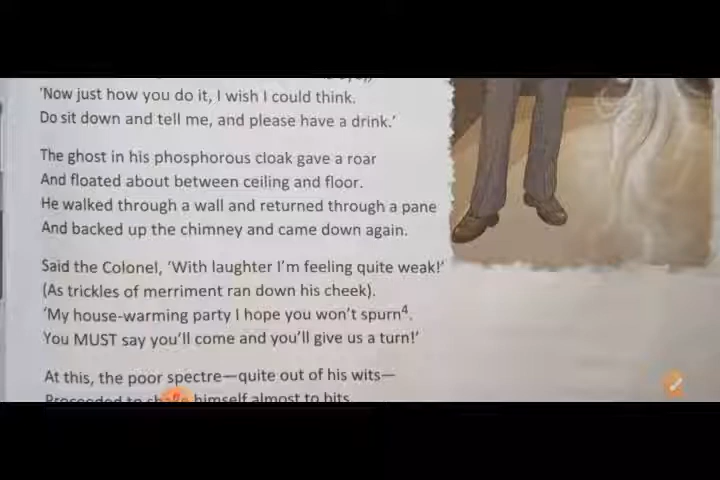 'Now just how you do it, I wish I could think.
Do sit down and tell me, and please have a drink.'
The ghost in his phosphorous cloak gave a roar
And floated about between ceiling and floor.
He walked through a wall and returned through a pane
And backed up the chimney and came down again.
Said the Colonel, 'With laughter I'm feeling quite weak!'
(As trickles of merriment ran down his cheek).
'My house-warming party I hope you won't spurn⁴.
You MUST say you'll come and you'll give us a turn!'
At this, the poor spectre—quite out of his wits—
Proceeded to himself almost to bits